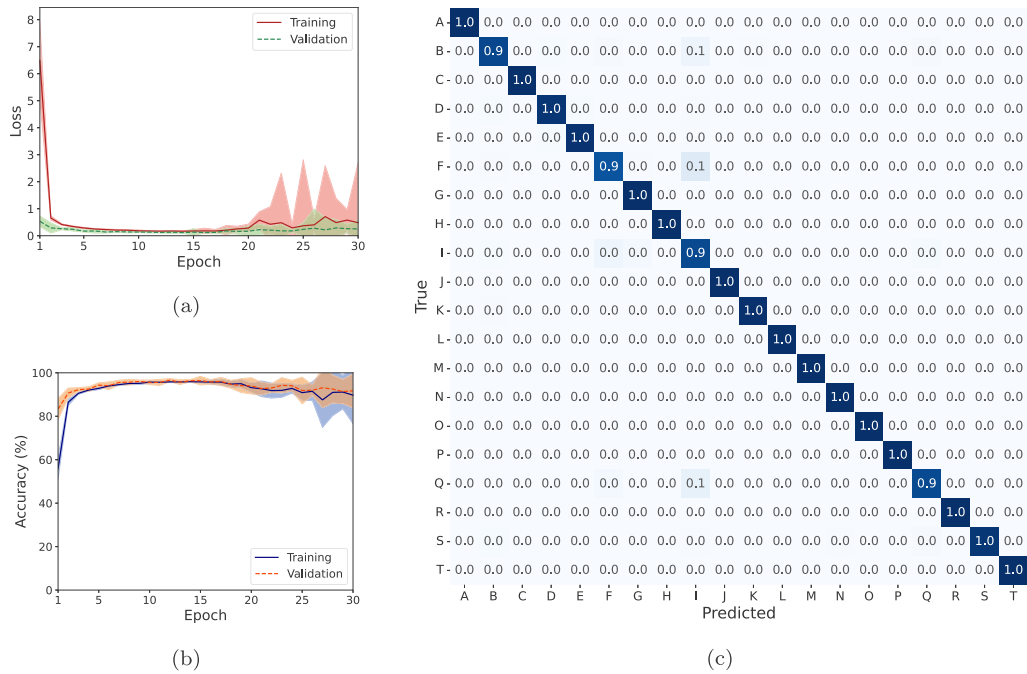 8
7
6
5
4
3
2
1
0
Loss
Training
Validation
1 5 10 15 20 25 30
Epoch
(a)
100
80
60
40
20
0
Accuracy (%)
Training
Validation
1 5 10 15 20 25 30
Epoch
(b)
True
A 1.0 0.0 0.0 0.0 0.0 0.0 0.0 0.0 0.0 0.0 0.0 0.0 0.0 0.0 0.0 0.0 0.0 0.0 0.0 0.0
B 0.0 0.9 0.0 0.0 0.0 0.0 0.0 0.0 0.1 0.0 0.0 0.0 0.0 0.0 0.0 0.0 0.0 0.0 0.0 0.0
C 0.0 0.0 1.0 0.0 0.0 0.0 0.0 0.0 0.0 0.0 0.0 0.0 0.0 0.0 0.0 0.0 0.0 0.0 0.0 0.0
D 0.0 0.0 0.0 1.0 0.0 0.0 0.0 0.0 0.0 0.0 0.0 0.0 0.0 0.0 0.0 0.0 0.0 0.0 0.0 0.0
E 0.0 0.0 0.0 0.0 1.0 0.0 0.0 0.0 0.0 0.0 0.0 0.0 0.0 0.0 0.0 0.0 0.0 0.0 0.0 0.0
F 0.0 0.0 0.0 0.0 0.0 0.9 0.0 0.0 0.1 0.0 0.0 0.0 0.0 0.0 0.0 0.0 0.0 0.0 0.0 0.0
G 0.0 0.0 0.0 0.0 0.0 0.0 1.0 0.0 0.0 0.0 0.0 0.0 0.0 0.0 0.0 0.0 0.0 0.0 0.0 0.0
H 0.0 0.0 0.0 0.0 0.0 0.0 0.0 1.0 0.0 0.0 0.0 0.0 0.0 0.0 0.0 0.0 0.0 0.0 0.0 0.0
I 0.0 0.0 0.0 0.0 0.0 0.0 0.0 0.0 0.9 0.0 0.0 0.0 0.0 0.0 0.0 0.0 0.0 0.0 0.0 0.0
J 0.0 0.0 0.0 0.0 0.0 0.0 0.0 0.0 0.0 1.0 0.0 0.0 0.0 0.0 0.0 0.0 0.0 0.0 0.0 0.0
K 0.0 0.0 0.0 0.0 0.0 0.0 0.0 0.0 0.0 0.0 1.0 0.0 0.0 0.0 0.0 0.0 0.0 0.0 0.0 0.0
L 0.0 0.0 0.0 0.0 0.0 0.0 0.0 0.0 0.0 0.0 0.0 1.0 0.0 0.0 0.0 0.0 0.0 0.0 0.0 0.0
M 0.0 0.0 0.0 0.0 0.0 0.0 0.0 0.0 0.0 0.0 0.0 0.0 1.0 0.0 0.0 0.0 0.0 0.0 0.0 0.0
N 0.0 0.0 0.0 0.0 0.0 0.0 0.0 0.0 0.0 0.0 0.0 0.0 0.0 1.0 0.0 0.0 0.0 0.0 0.0 0.0
O 0.0 0.0 0.0 0.0 0.0 0.0 0.0 0.0 0.0 0.0 0.0 0.0 0.0 0.0 1.0 0.0 0.0 0.0 0.0 0.0
P 0.0 0.0 0.0 0.0 0.0 0.0 0.0 0.0 0.0 0.0 0.0 0.0 0.0 0.0 0.0 1.0 0.0 0.0 0.0 0.0
Q 0.0 0.0 0.0 0.0 0.0 0.0 0.0 0.0 0.1 0.0 0.0 0.0 0.0 0.0 0.0 0.0 0.9 0.0 0.0 0.0
R 0.0 0.0 0.0 0.0 0.0 0.0 0.0 0.0 0.0 0.0 0.0 0.0 0.0 0.0 0.0 0.0 0.0 1.0 0.0 0.0
S 0.0 0.0 0.0 0.0 0.0 0.0 0.0 0.0 0.0 0.0 0.0 0.0 0.0 0.0 0.0 0.0 0.0 0.0 1.0 0.0
T 0.0 0.0 0.0 0.0 0.0 0.0 0.0 0.0 0.0 0.0 0.0 0.0 0.0 0.0 0.0 0.0 0.0 0.0 0.0 1.0
A B C D E F G H I J K L M N O P Q R S T
Predicted
(c)